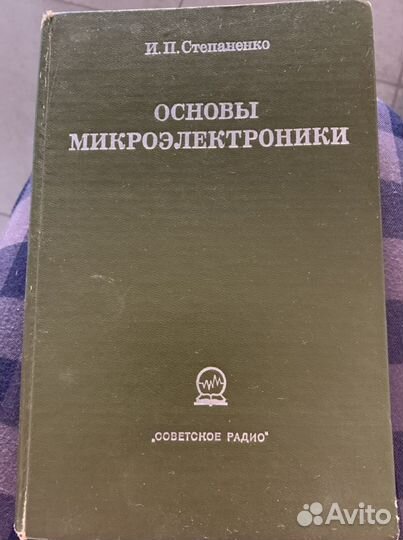 И.П.Степаненко
ОСНОВЫ
МИКРОЭЛЕКТРОНИКИ
„СОВЕТСКОЕ РАДИО"
Avito